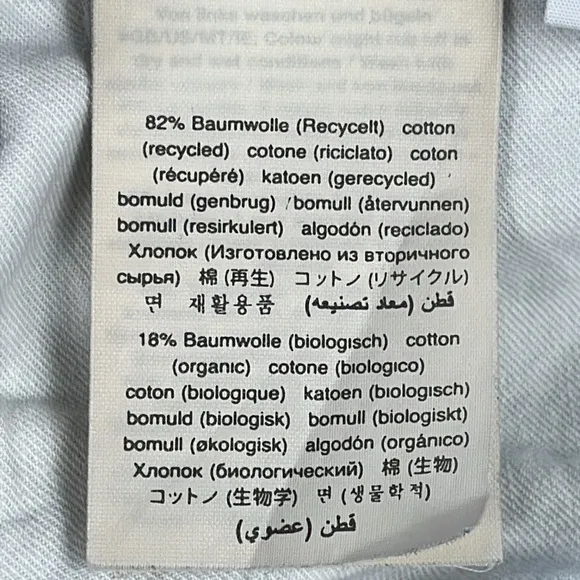 82% Baumwolle (Recycelt) cotton
(recycled) cotone (riciclato) coton
(récupéré) katoen (gerecycled)
bomuld (genbrug) / bomull (återvunnen)
bomull (resirkulert) algodón (reciclado)
Хлопок (Изготовлено из вторичного
сырья) 棉 (再生) コットノ (リサイクル)
면 재활용품 قطن (معاد تصنيعه)
18% Baumwolle (biologisch) cotton
(organic) cotone (biologico)
coton (biologique) katoen (biologisch)
bomuld (biologisk) bomull (biologiskt)
bomull (økologisk) algodón (orgánico)
Хлопок (биологический) 棉 (生物)
コットノ (生物学) 면 (생물학적)
قطن (عضوي)